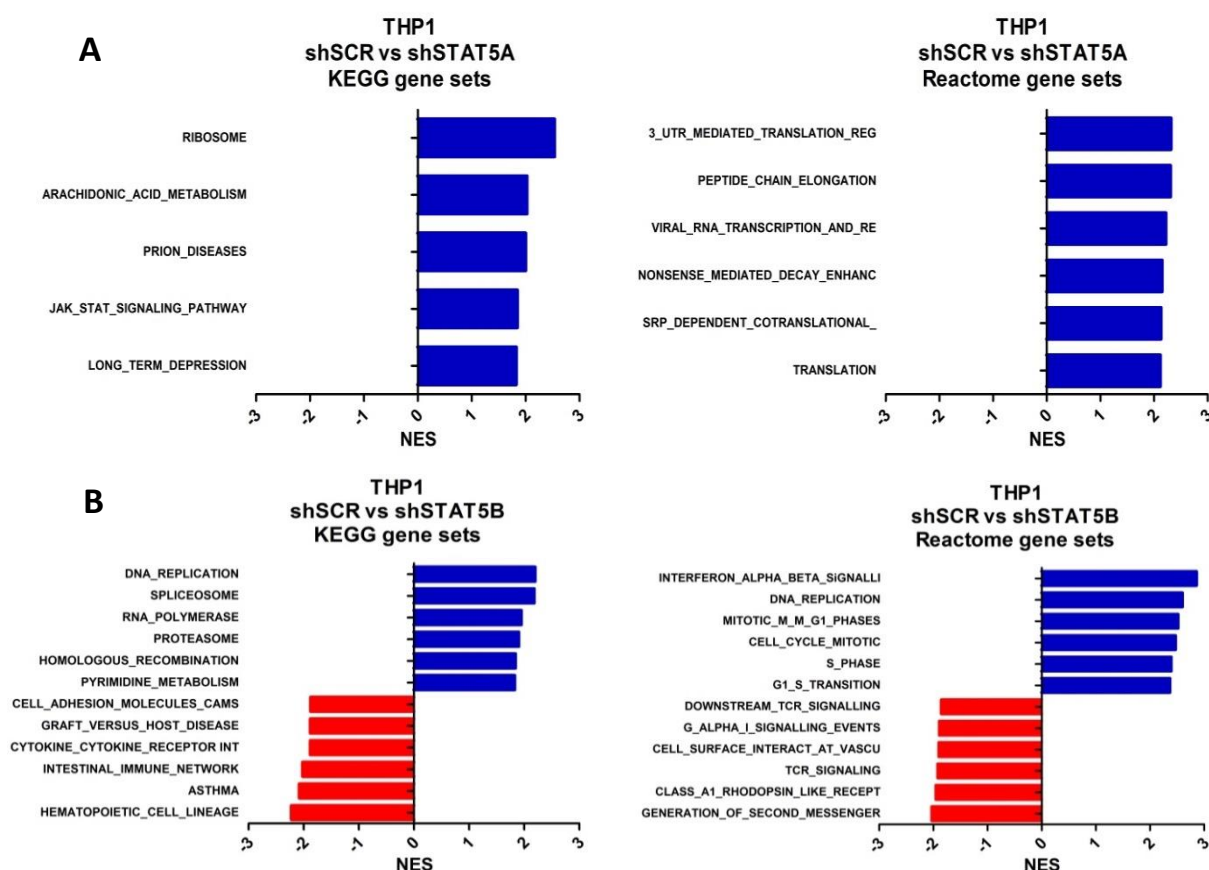 A
THP1
shSCR vs shSTAT5A
KEGG gene sets
RIBOSOME
ARACHIDONIC_ACID_METABOLISM
PRION_DISEASES
JAK_STAT_SIGNALING_PATHWAY
LONG_TERM_DEPRESSION
-3 -2 -1 0 1 2 3
NES
THP1
shSCR vs shSTAT5A
Reactome gene sets
3_UTR_MEDIATED_TRANSLATION_REG
PEPTIDE_CHAIN_ELONGATION
VIRAL_RNA_TRANSCRIPTION_AND_RE
NONSENSE_MEDIATED_DECAY_ENHANC
SRP_DEPENDENT_COTRANSLATIONAL_
TRANSLATION
-3 -2 -1 0 1 2 3
NES
B
THP1
shSCR vs shSTAT5B
KEGG gene sets
DNA_REPLICATION
SPLICEOSOME
RNA_POLYMERASE
PROTEASOME
HOMOLOGOUS_RECOMBINATION
PYRIMIDINE_METABOLISM
CELL_ADHESION_MOLECULES_CAMS
GRAFT_VERSUS_HOST_DISEASE
CYTOKINE_CYTOKINE_RECEPTOR INT
INTESTINAL_IMMUNE_NETWORK
ASTHMA
HEMATOPOIETIC_CELL_LINEAGE
-3 -2 -1 0 1 2 3
NES
THP1
shSCR vs shSTAT5B
Reactome gene sets
INTERFERON_ALPHA_BETA_SiGNALLI
DNA_REPLICATION
MITOTIC_M_M_G1_PHASES
CELL_CYCLE_MITOTIC
S_PHASE
G1_S_TRANSITION
DOWNSTREAM_TCR_SIGNALLING
G_ALPHA_I_SIGNALLING_EVENTS
CELL_SURFACE_INTERACT_AT_VASCU
TCR_SIGNALING
CLASS_A1_RHODOPSIN_LIKE_RECEPT
GENERATION_OF_SECOND_MESSENGER
-3 -2 -1 0 1 2 3
NES